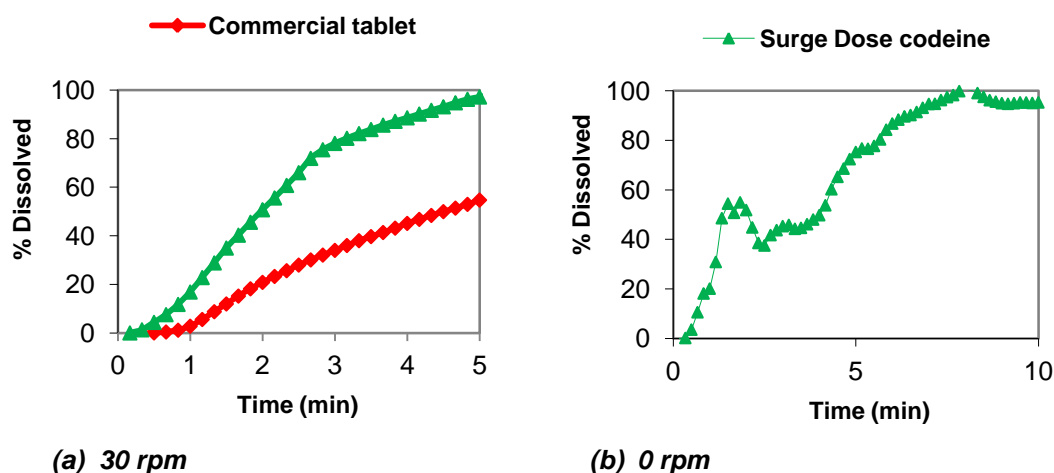 Commercial tablet
Surge Dose codeine
100
80
60
40
20
0
% Dissolved
0 1 2 3 4 5
Time (min)
100
80
60
40
20
0
% Dissolved
0 5 10
Time (min)
(a) 30 rpm
(b) 0 rpm